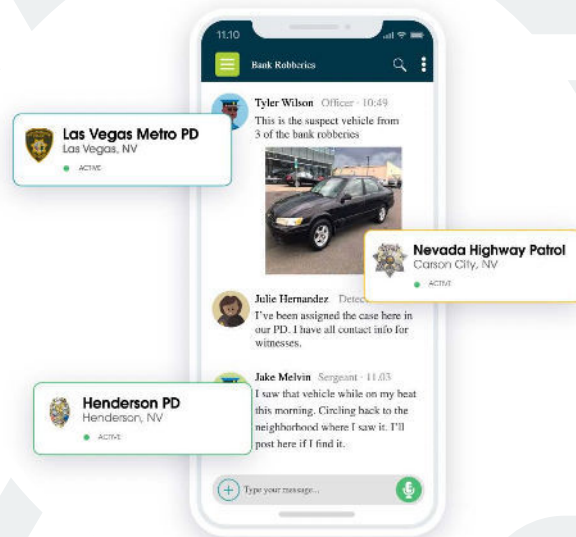 11.10
Bank Robberies
Tyler Wilson Officer · 10:49
This is the suspect vehicle from
3 of the bank robberies
Las Vegas Metro PD
Las Vegas, NV
ACTIVE
Nevada Highway Patrol
Carson City, NV
ACTIVE
Julie Hernandez
I've been assigned the case here in
our PD. I have all contact info for
witnesses.
Jake Melvin Sergeant · 11.03
I saw that vehicle while on my beat
this morning. Circling back to the
neighborhood where I saw it. I'll
post here if I find it.
Henderson PD
Henderson, NV
ACTIVE
Type your message...